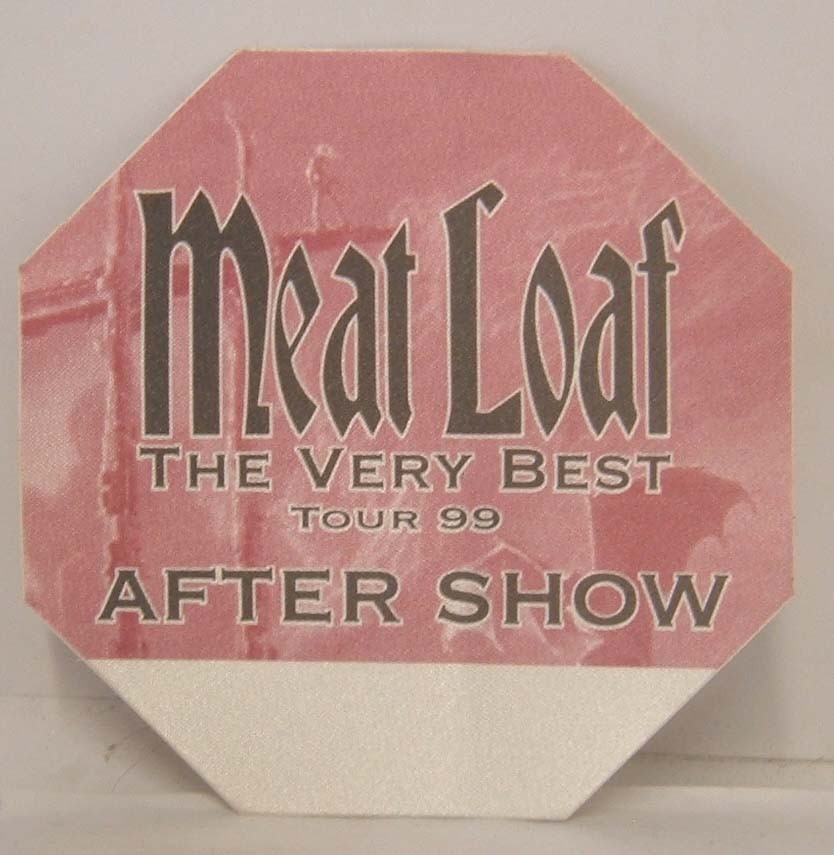 Meat Loaf
THE VERY BEST
TOUR 99
AFTER SHOW